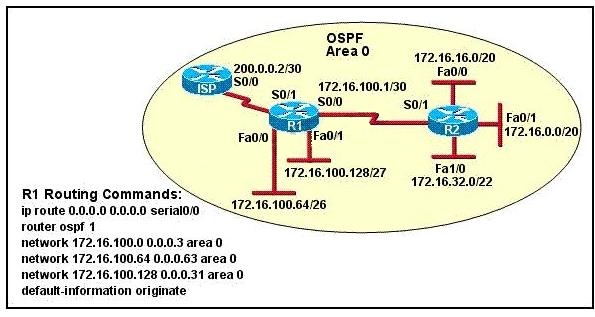 OSPF
Area 0
200.0.0.2/30
S0/0
ISP
172.16.16.0/20
Fa0/0
172.16.100.1/30
S0/1
S0/0
S0/1
R1
R2
Fa0/1
172.16.0.0/20
Fa0/0
Fa0/1
Fa1/0
172.16.32.0/22
172.16.100.128/27
172.16.100.64/26
R1 Routing Commands:
ip route 0.0.0.0 0.0.0.0 serial0/0
router ospf 1
network 172.16.100.0 0.0.0.3 area 0
network 172.16.100.64 0.0.0.63 area 0
network 172.16.100.128 0.0.0.31 area 0
default-information originate